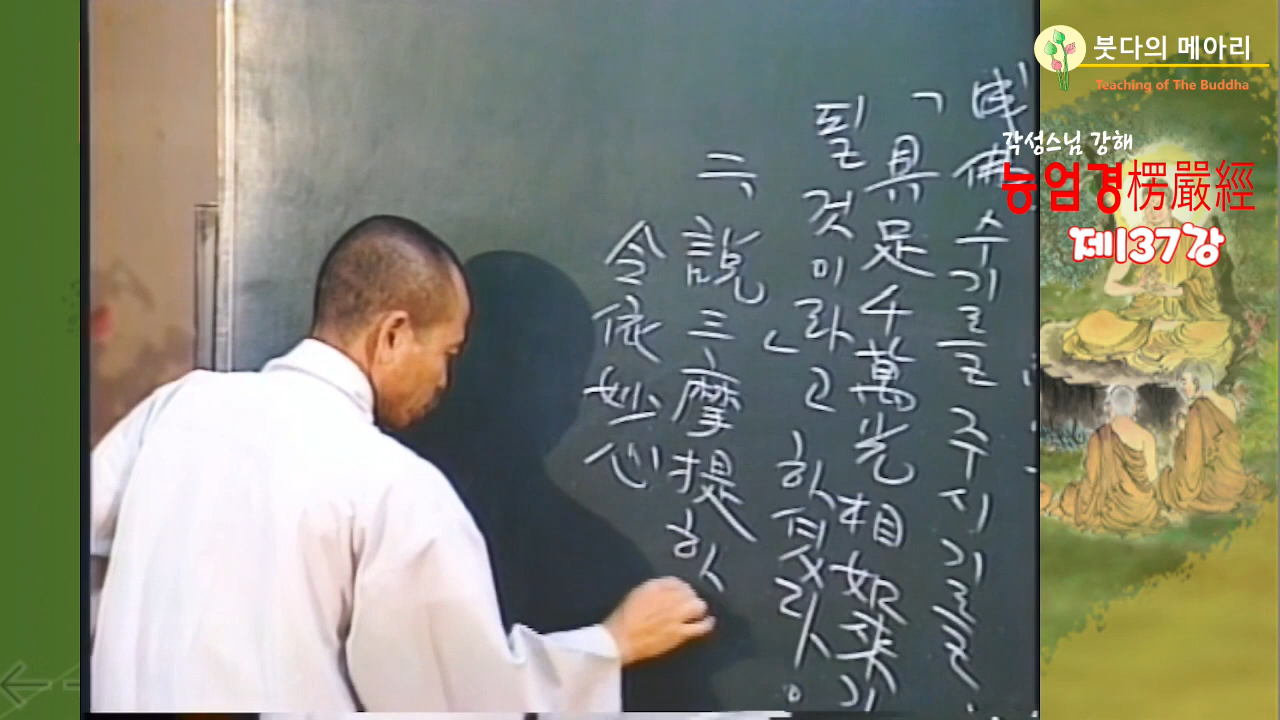 붓다의 메아리
Teaching of The Buddha
각성스님 강해
능엄경楞嚴經
제37강
成佛 수기를 주시기를
「具足千萬光相如來가
될것이라」고 하셨다。
二、說三摩提하
令依妙心